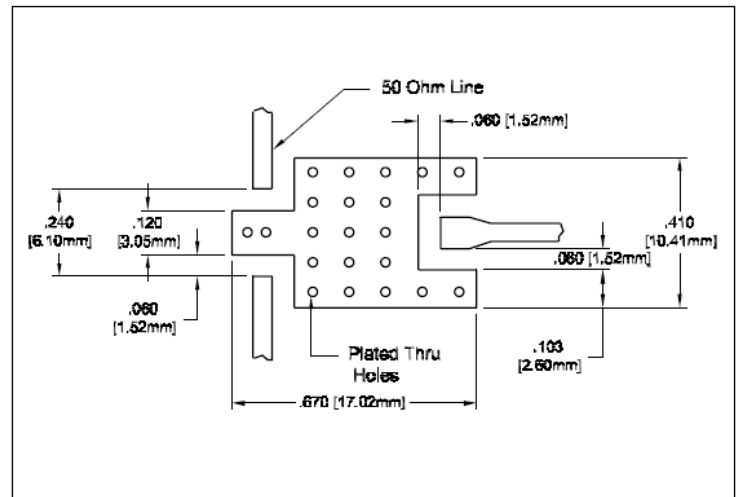 50 Ohm Line
.060 [1.52mm]
.240
[6.10mm]
.120
[3.05mm]
.410
[10.41mm]
.060 [1.52mm]
.060
[1.52mm]
.103
[2.60mm]
Plated Thru
Holes
.670 [17.02mm]